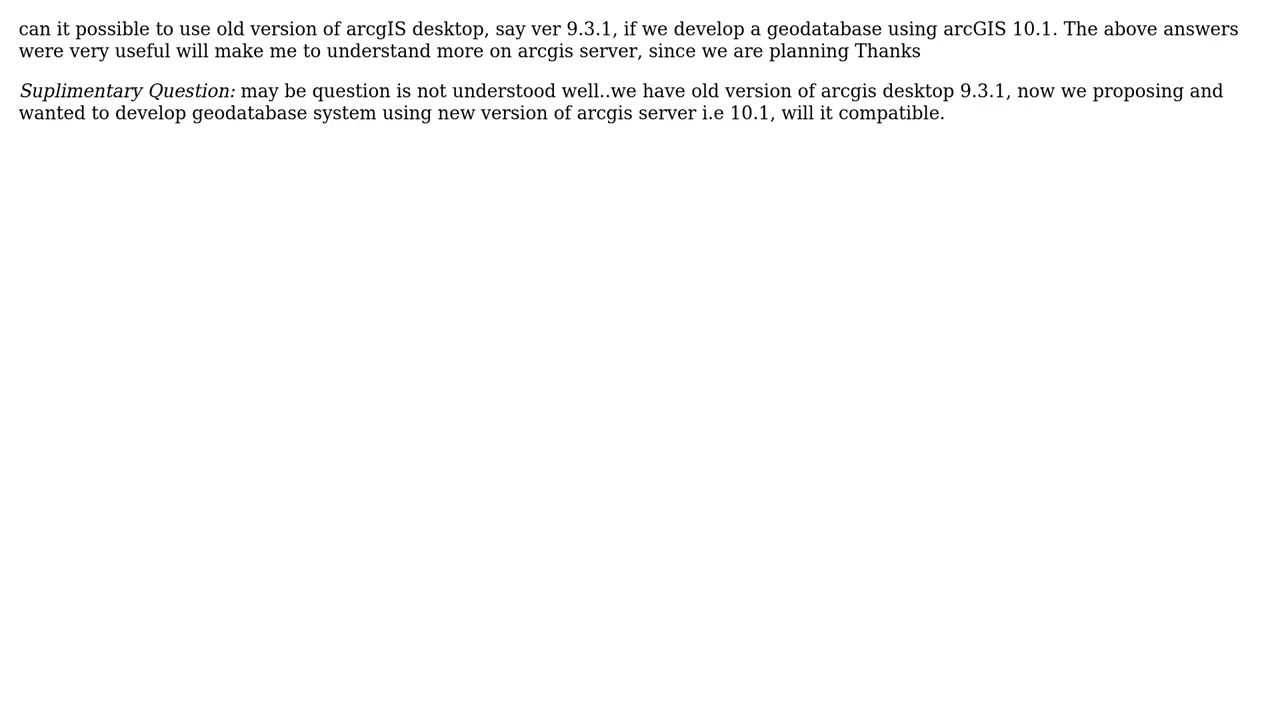 can it possible to use old version of arcgIS desktop, say ver 9.3.1, if we develop a geodatabase using arcGIS 10.1. The above answers
were very useful will make me to understand more on arcgis server, since we are planning Thanks
Suplimentary Question: may be question is not understood well..we have old version of arcgis desktop 9.3.1, now we proposing and
wanted to develop geodatabase system using new version of arcgis server i.e 10.1, will it compatible.